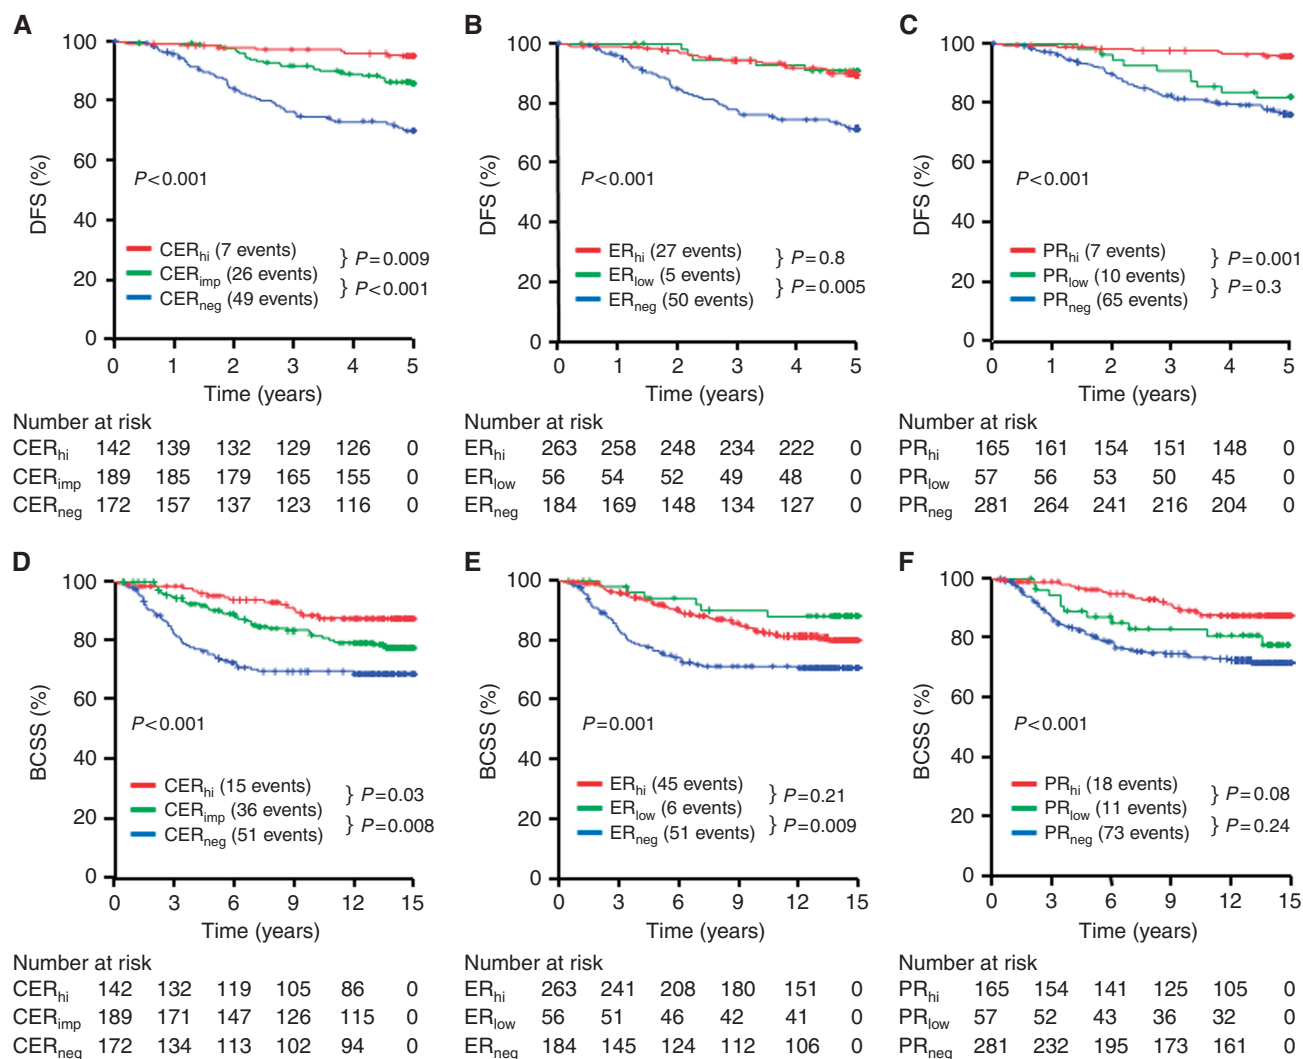 A
100
80
60
40
20
0
DFS (%)
P<0.001
CERhi (7 events)
CERimp (26 events)
CERneg (49 events)
} P=0.009
} P<0.001
0 1 2 3 4 5
Time (years)
Number at risk
CERhi 142 139 132 129 126 0
CERimp 189 185 179 165 155 0
CERneg 172 157 137 123 116 0
B
100
80
60
40
20
0
DFS (%)
P<0.001
ERhi (27 events)
ERlow (5 events)
ERneg (50 events)
} P=0.8
} P=0.005
0 1 2 3 4 5
Time (years)
Number at risk
ERhi 263 258 248 234 222 0
ERlow 56 54 52 49 48 0
ERneg 184 169 148 134 127 0
C
100
80
60
40
20
0
DFS (%)
P<0.001
PRhi (7 events)
PRlow (10 events)
PRneg (65 events)
} P=0.001
} P=0.3
0 1 2 3 4 5
Time (years)
Number at risk
PRhi 165 161 154 151 148 0
PRlow 57 56 53 50 45 0
PRneg 281 264 241 216 204 0
D
100
80
60
40
20
0
BCSS (%)
P<0.001
CERhi (15 events)
CERimp (36 events)
CERneg (51 events)
} P=0.03
} P=0.008
0 3 6 9 12 15
Time (years)
Number at risk
CERhi 142 132 119 105 86 0
CERimp 189 171 147 126 115 0
CERneg 172 134 113 102 94 0
E
100
80
60
40
20
0
BCSS (%)
P=0.001
ERhi (45 events)
ERlow (6 events)
ERneg (51 events)
} P=0.21
} P=0.009
0 3 6 9 12 15
Time (years)
Number at risk
ERhi 263 241 208 180 151 0
ERlow 56 51 46 42 41 0
ERneg 184 145 124 112 106 0
F
100
80
60
40
20
0
BCSS (%)
P<0.001
PRhi (18 events)
PRlow (11 events)
PRneg (73 events)
} P=0.08
} P=0.24
0 3 6 9 12 15
Time (years)
Number at risk
PRhi 165 154 141 125 105 0
PRlow 57 52 43 36 32 0
PRneg 281 232 195 173 161 0